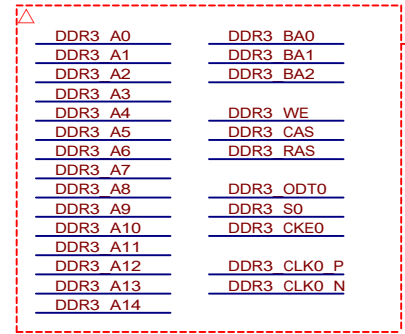 DDR3_A0 DDR3_BA0
DDR3_A1 DDR3_BA1
DDR3_A2 DDR3_BA2
DDR3_A3
DDR3_A4 DDR3_WE
DDR3_A5 DDR3_CAS
DDR3_A6 DDR3_RAS
DDR3_A7
DDR3_A8 DDR3_ODT0
DDR3_A9 DDR3_S0
DDR3_A10 DDR3_CKE0
DDR3_A11
DDR3_A12 DDR3_CLK0_P
DDR3_A13 DDR3_CLK0_N
DDR3_A14